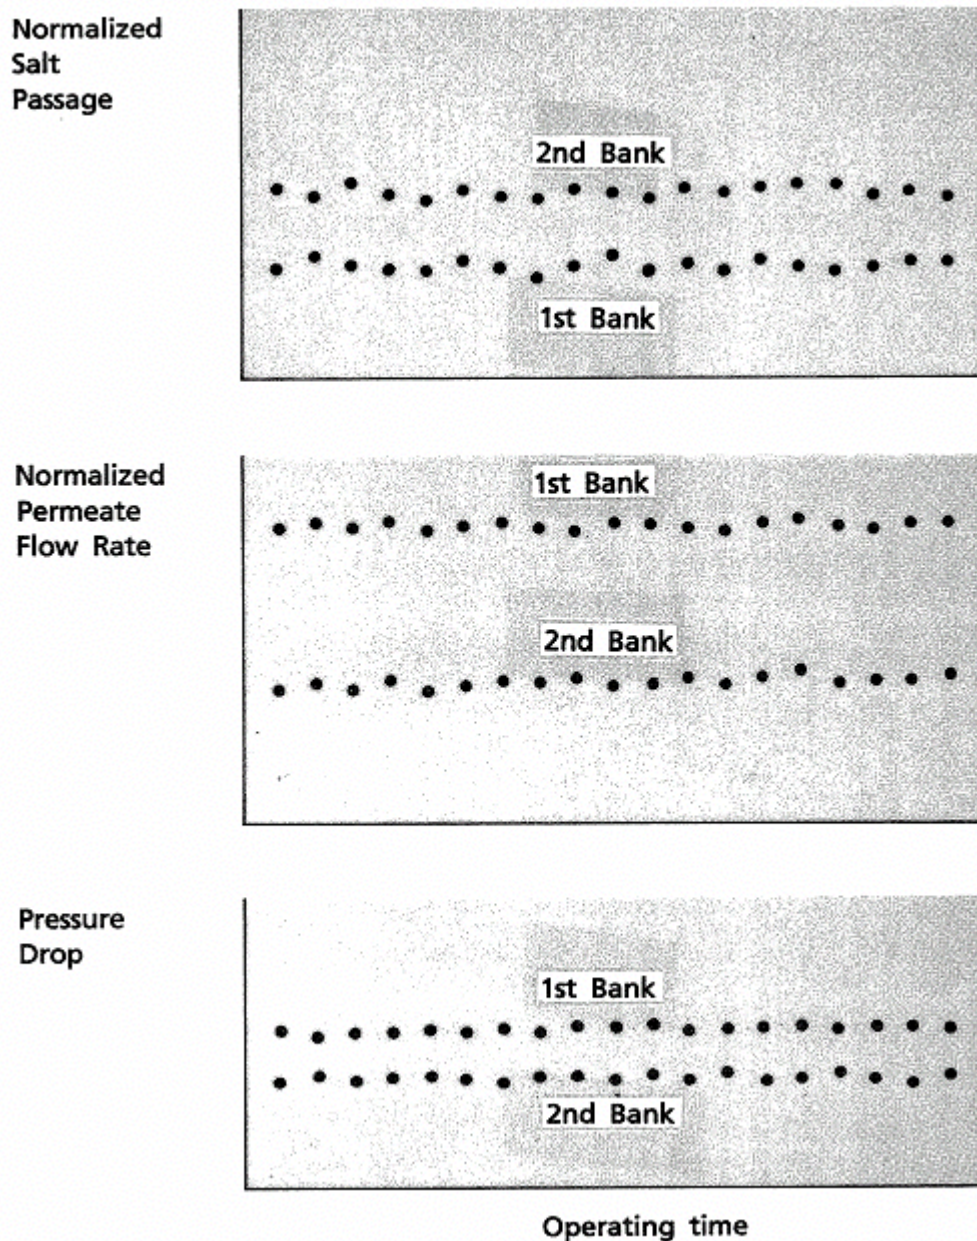 Normalized
Salt
Passage
2nd Bank
1st Bank
Normalized
Permeate
Flow Rate
1st Bank
2nd Bank
Pressure
Drop
1st Bank
2nd Bank
Operating time